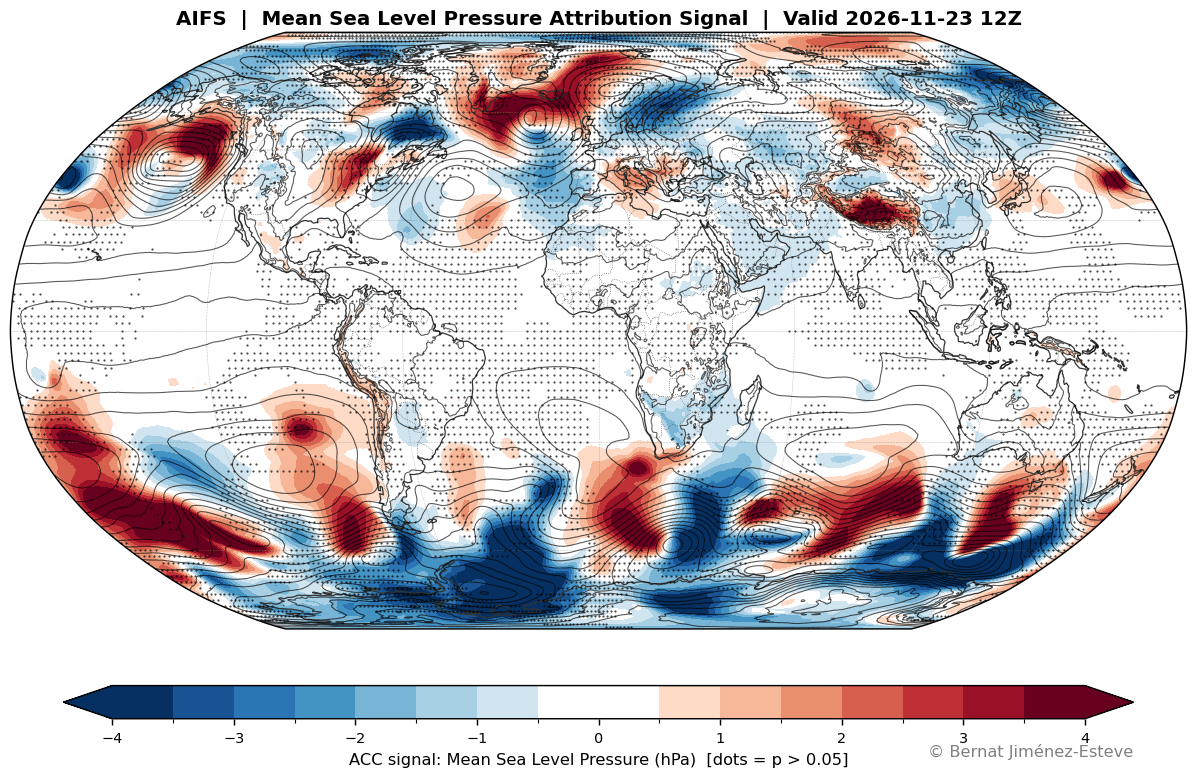 AIFS | Mean Sea Level Pressure Attribution Signal | Valid 2026-11-23 12Z
−4 −3 −2 −1 0 1 2 3 4
ACC signal: Mean Sea Level Pressure (hPa) [dots = p > 0.05]
© Bernat Jiménez-Esteve